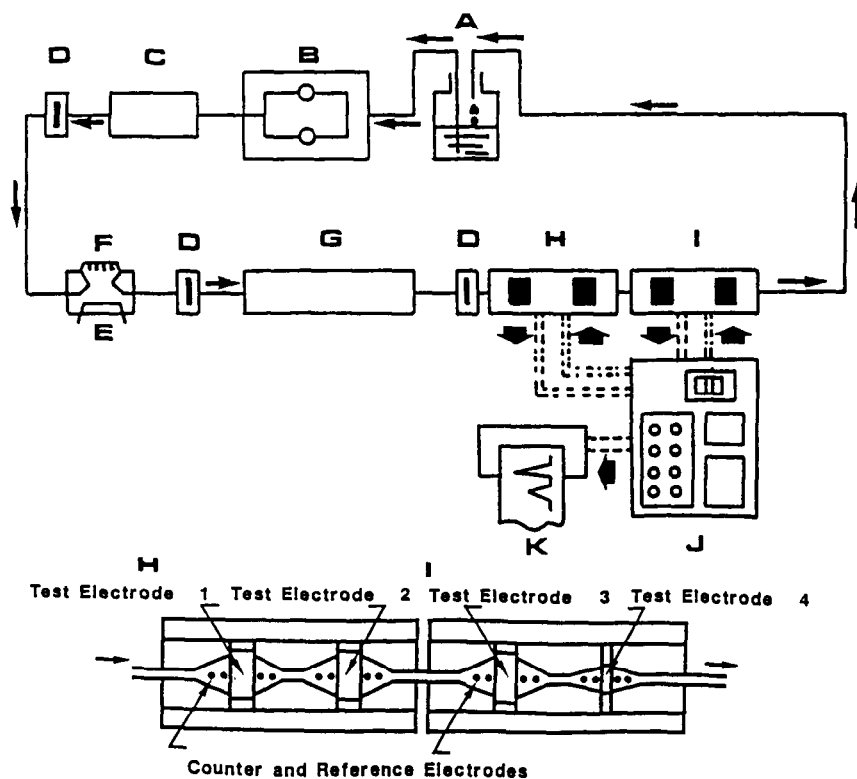 A
D C B
F D G D H I
E
K J
H I
Test Electrode 1 Test Electrode 2 Test Electrode 3 Test Electrode 4
Counter and Reference Electrodes